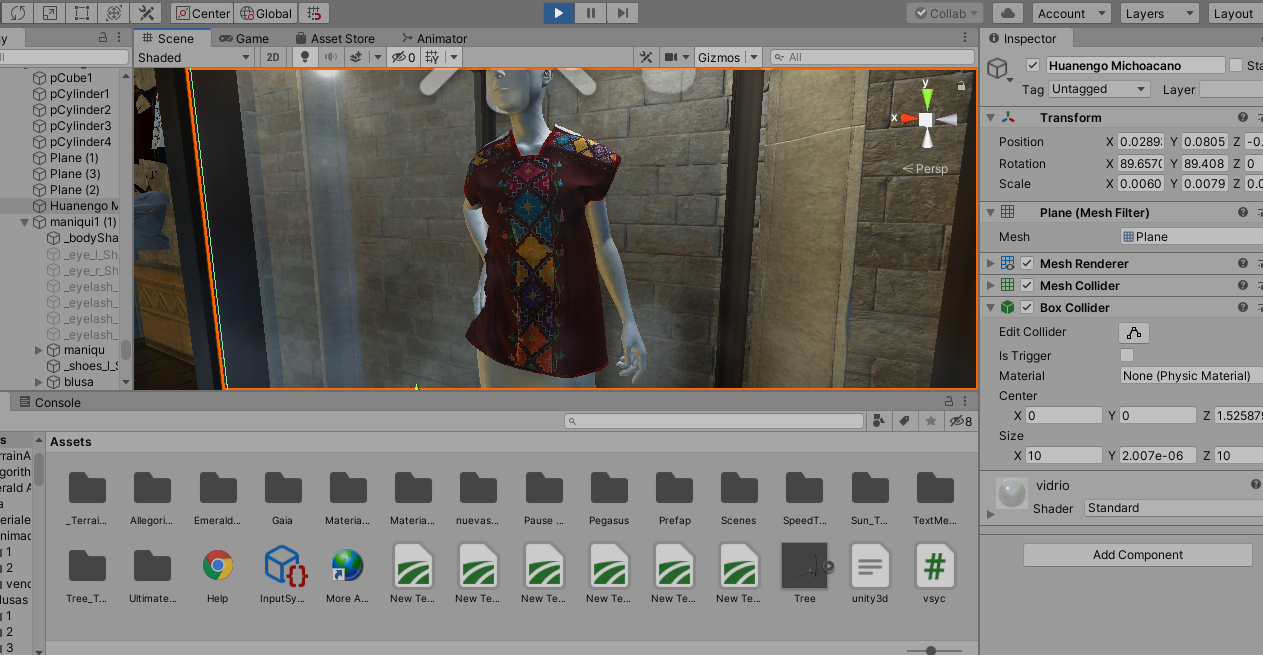 Center Global Collab Account Layers Layout
Scene Game Asset Store Animator
Shaded 2D 0 Gizmos All
pCube1
pCylinder1
pCylinder2
pCylinder3
pCylinder4
Plane (1)
Plane (3)
Plane (2)
Huanengo M
maniqui1 (1)
_bodySha
_eye_l_Sh
_eye_r_Sh
_eyelash_
_eyelash_
_eyelash_
_eyelash_
maniqu
_shoes_l_S
blusa
y
x
Persp
Inspector
Huanengo Michoacano Sta
Tag Untagged Layer
Transform
Position X 0.0289 Y 0.0805 Z -0.
Rotation X 89.657 Y 89.408 Z 0
Scale X 0.0060 Y 0.0079 Z 0.0
Plane (Mesh Filter)
Mesh Plane
Mesh Renderer
Mesh Collider
Box Collider
Edit Collider
Is Trigger
Material None (Physic Material)
Center
X 0 Y 0 Z 1.52587
Size
X 10 Y 2.007e-06 Z 10
vidrio
Shader Standard
Add Component
Console
8
Assets
_Terrai... Allegori... Emerald... Gaia Materia... Materia... nuevas... Pause ... Pegasus Prefap Scenes SpeedT... Sun_T... TextMe...
Tree_T... Ultimate... Help InputSy... More A... New Te... New Te... New Te... New Te... New Te... New Te... Tree unity3d vsyc
s
rrainA
gorith
erald A
a
eriale
nimac
1
2
venc
lusas
1
2
3